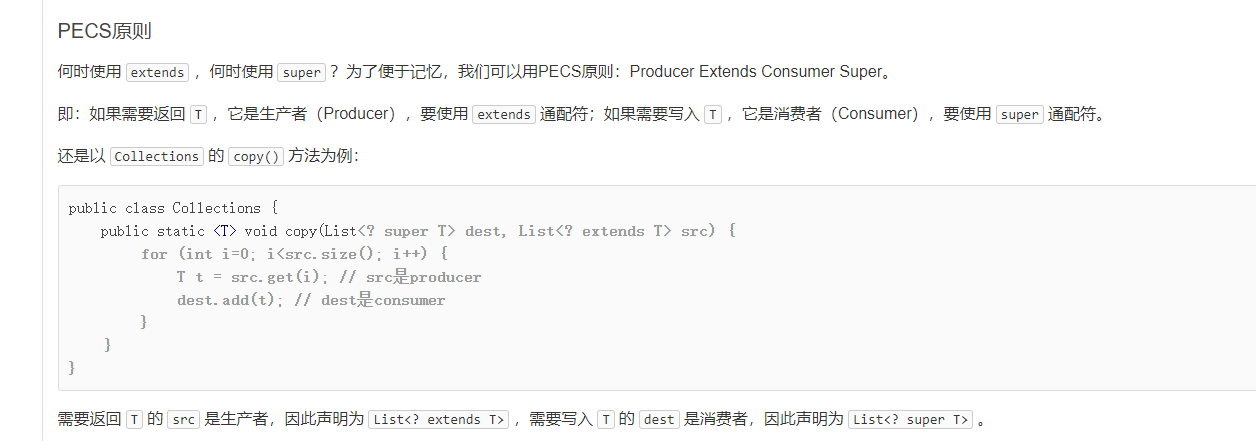 PECS原则
何时使用 extends ，何时使用 super ？为了便于记忆，我们可以用PECS原则：Producer Extends Consumer Super。
即：如果需要返回 T ，它是生产者（Producer），要使用 extends 通配符；如果需要写入 T ，它是消费者（Consumer），要使用 super 通配符。
还是以 Collections 的 copy() 方法为例：
public class Collections {
    public static <T> void copy(List<? super T> dest, List<? extends T> src) {
        for (int i=0; i<src.size(); i++) {
            T t = src.get(i); // src是producer
            dest.add(t); // dest是consumer
        }
    }
}
需要返回 T 的 src 是生产者，因此声明为 List<? extends T> ，需要写入 T 的 dest 是消费者，因此声明为 List<? super T> 。